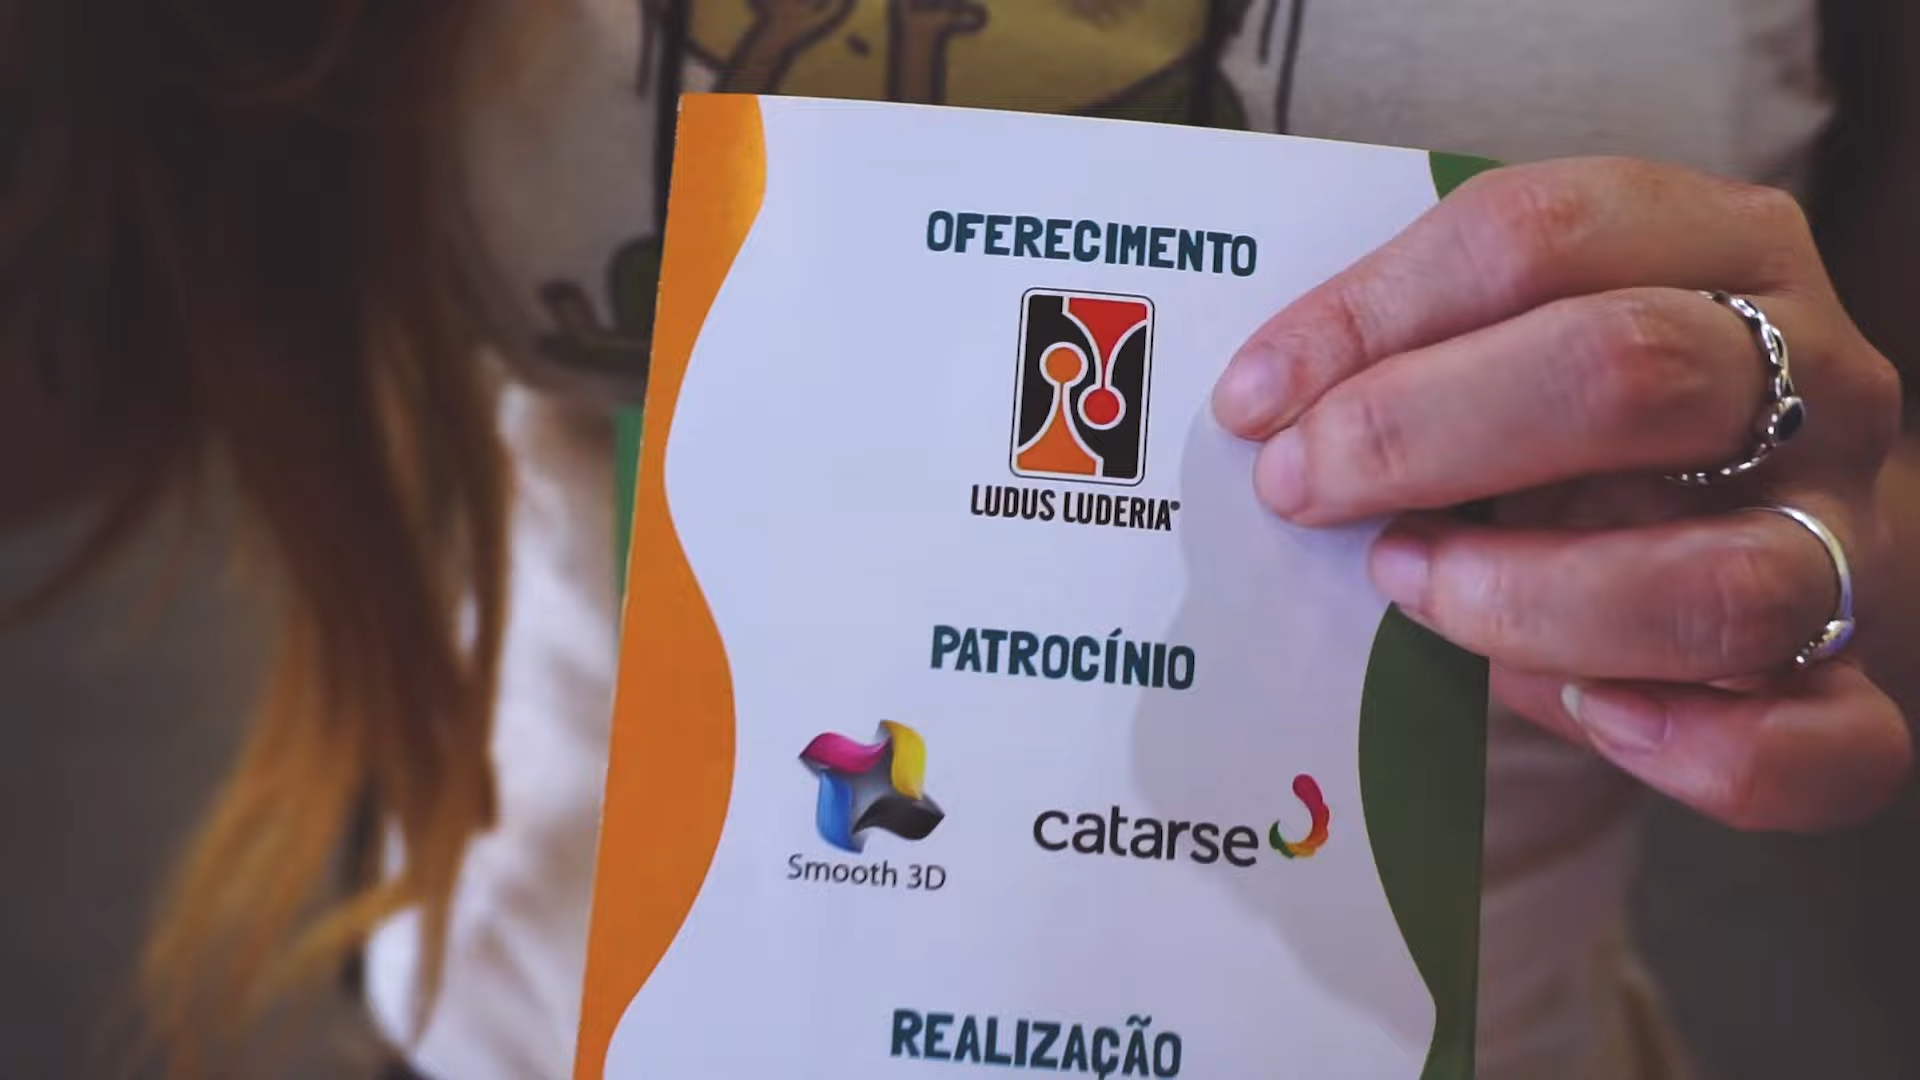 OFERECIMENTO
LUDUS LUDERIA®
PATROCÍNIO
Smooth 3D
catarse
REALIZAÇÃO